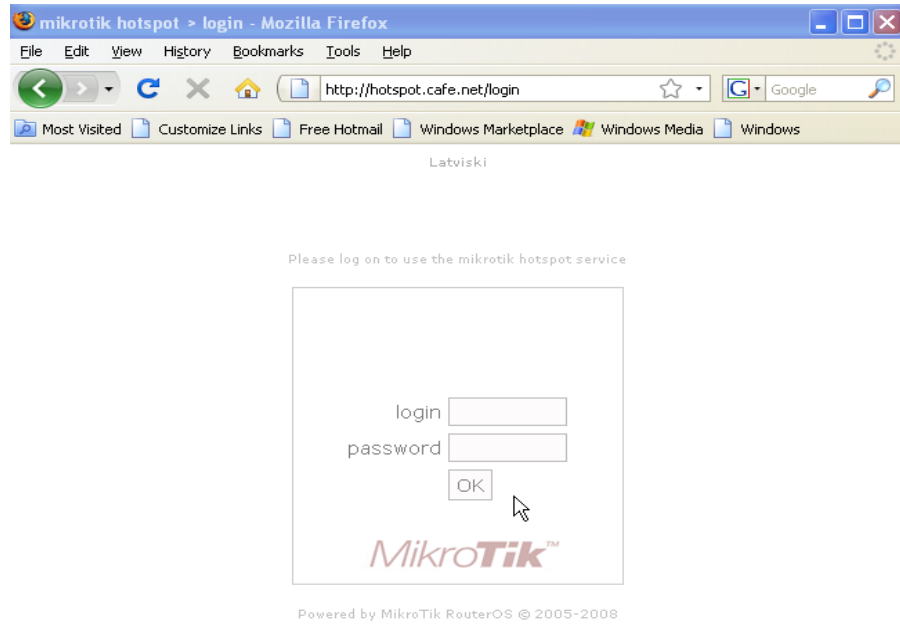 mikrotik hotspot > login - Mozilla Firefox
File Edit View History Bookmarks Tools Help
http://hotspot.cafe.net/login G Google
Most Visited Customize Links Free Hotmail Windows Marketplace Windows Media Windows
Latviski
Please log on to use the mikrotik hotspot service
login
password
OK
MikroTik™
Powered by MikroTik RouterOS © 2005-2008